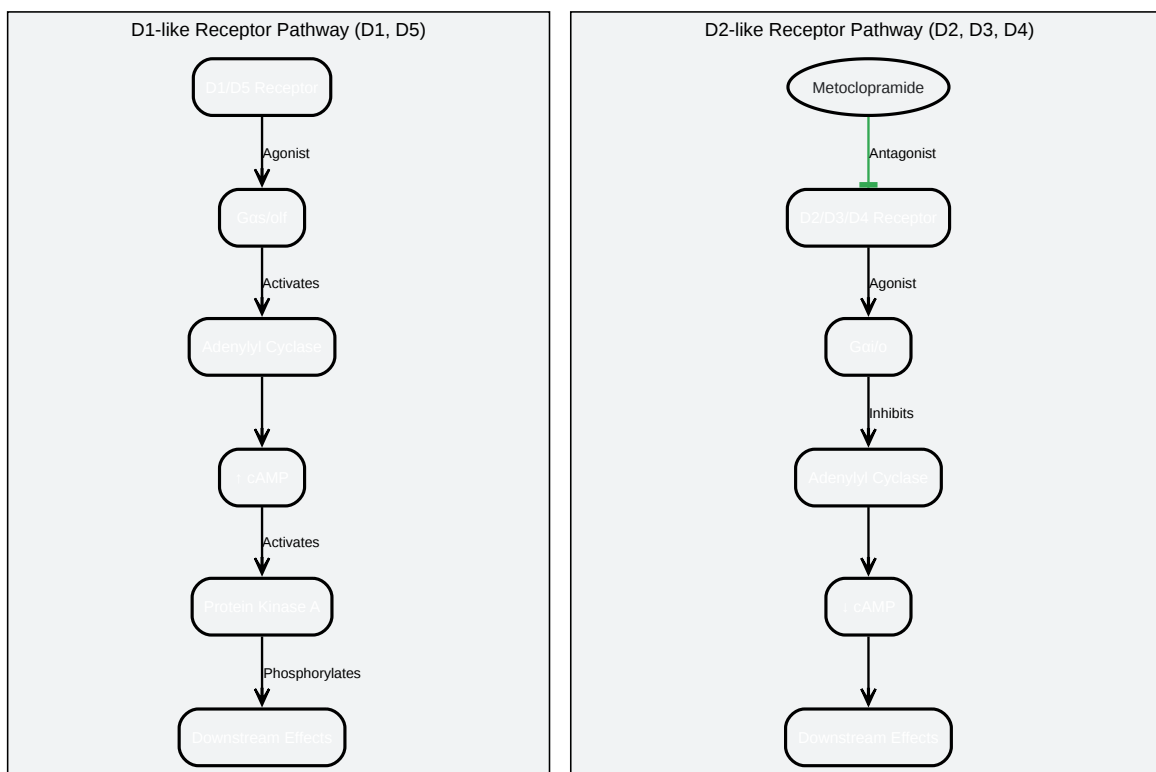 D1-like Receptor Pathway (D1, D5)
D1/D5 Receptor
Agonist
Gαs/olf
Activates
Adenylyl Cyclase
↑ cAMP
Activates
Protein Kinase A
Phosphorylates
Downstream Effects
D2-like Receptor Pathway (D2, D3, D4)
Metoclopramide
Antagonist
D2/D3/D4 Receptor
Agonist
Gαi/o
Inhibits
Adenylyl Cyclase
↓ cAMP
Downstream Effects